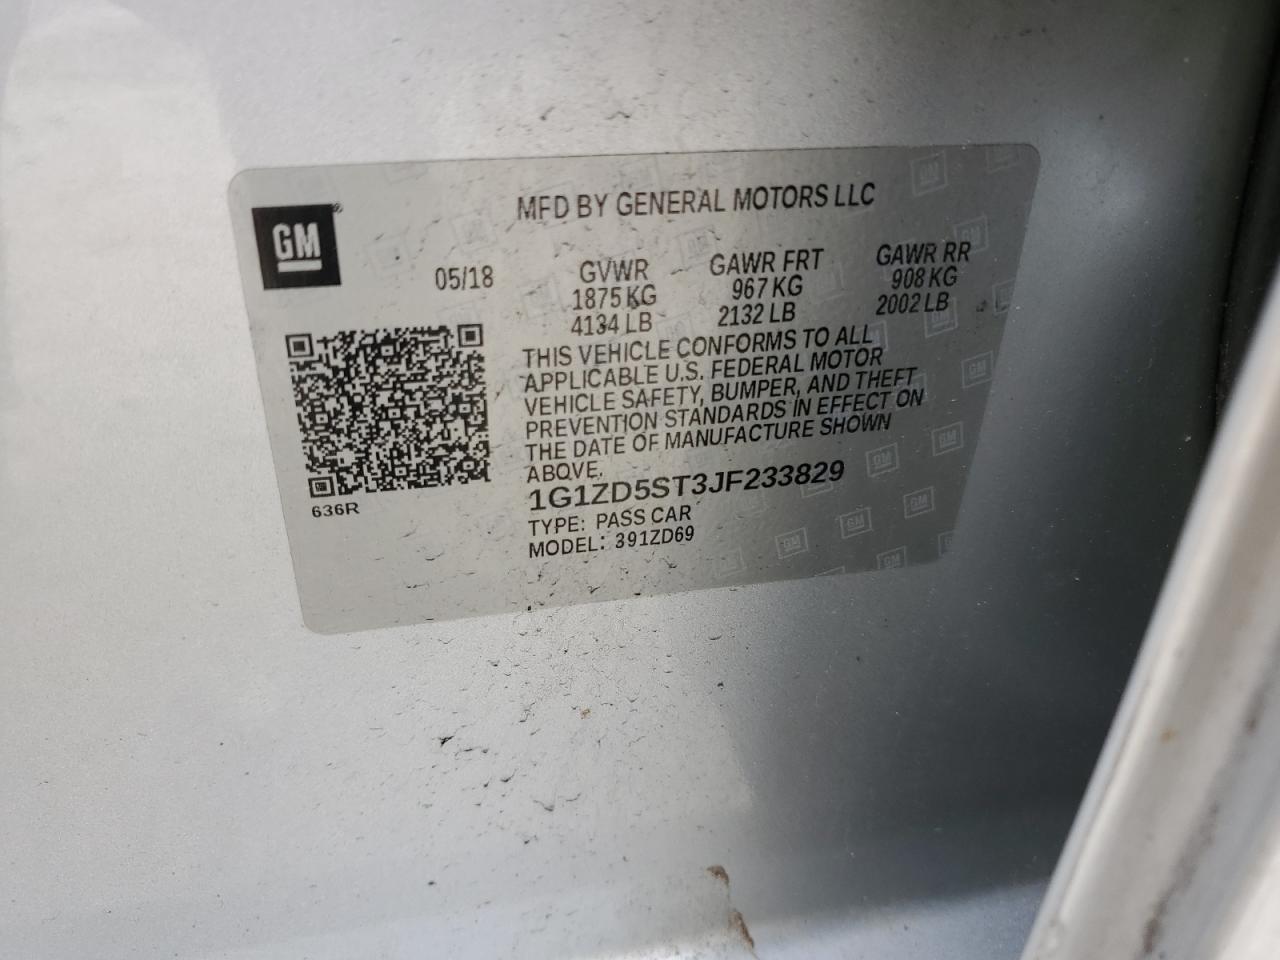 MFD BY GENERAL MOTORS LLC
GM
05/18 GVWR GAWR FRT GAWR RR
1875 KG 967 KG 908 KG
4134 LB 2132 LB 2002 LB
THIS VEHICLE CONFORMS TO ALL
APPLICABLE U.S. FEDERAL MOTOR
VEHICLE SAFETY, BUMPER, AND THEFT
PREVENTION STANDARDS IN EFFECT ON
THE DATE OF MANUFACTURE SHOWN
ABOVE.
1G1ZD5ST3JF233829
TYPE: PASS CAR
MODEL: 391ZD69
636R